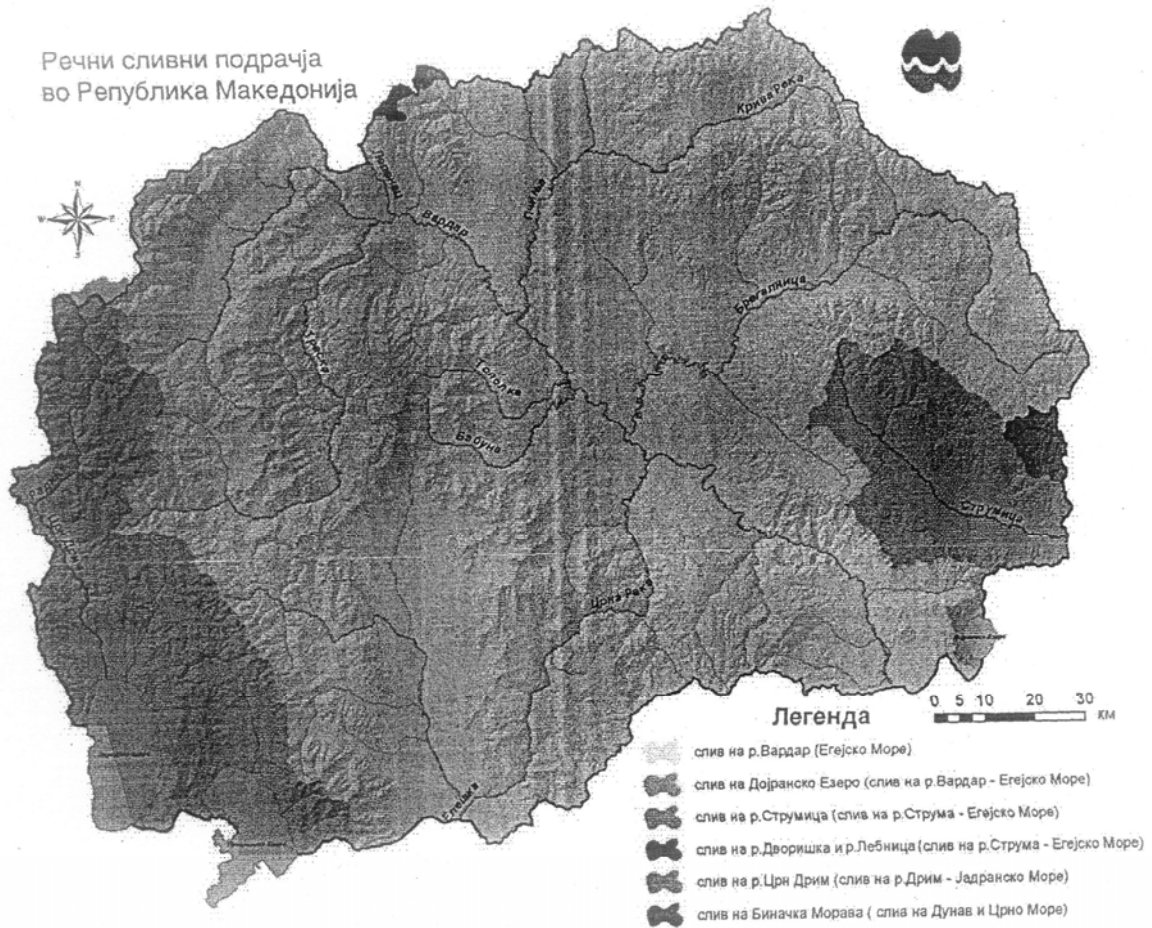 Речни сливни подрачја
во Република Македонија
N
W
E
S
Крива Река
Пчиња
Вардар
Брегалница
Треска
Тополка
Бабуна
Струмица
Црна Река
Црн Дрим
Елешка
0 5 10 20 30
КМ
Легенда
слив на р.Вардар (Егејско Море)
слив на Дојранско Езеро (слив на р.Вардар - Егејско Море)
слив на р.Струмица (слив на р.Струма - Егејско Море)
слив на р.Дворишка и р.Лебница (слив на р.Струма - Егејско Море)
слив на р.Црн Дрим (слив на р.Дрим - Јадранско Море)
слив на Биначка Морава ( слив на Дунав и Црно Море)